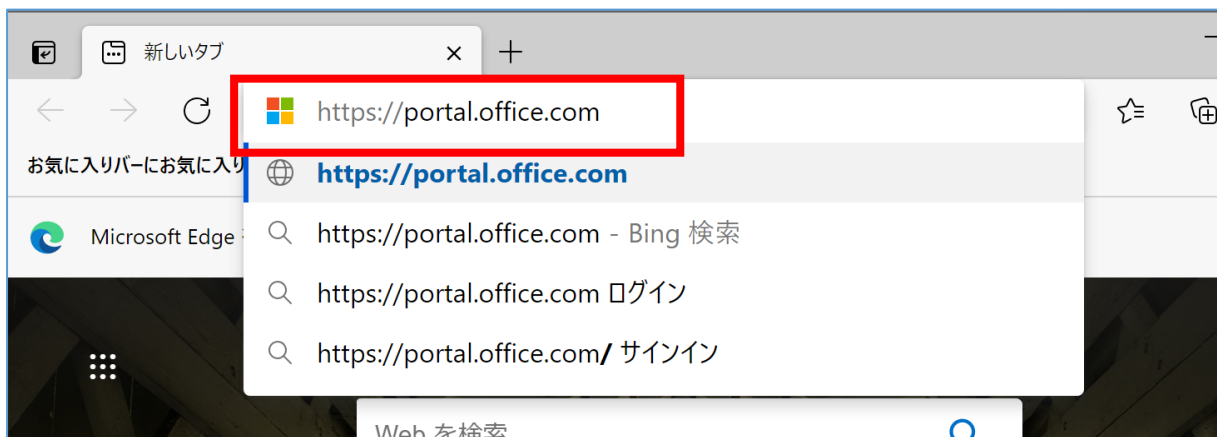 新しいタブ
https://portal.office.com
お気に入りバーにお気に入り
https://portal.office.com
Microsoft Edge
https://portal.office.com - Bing 検索
https://portal.office.com ログイン
https://portal.office.com/ サインイン
Web を検索